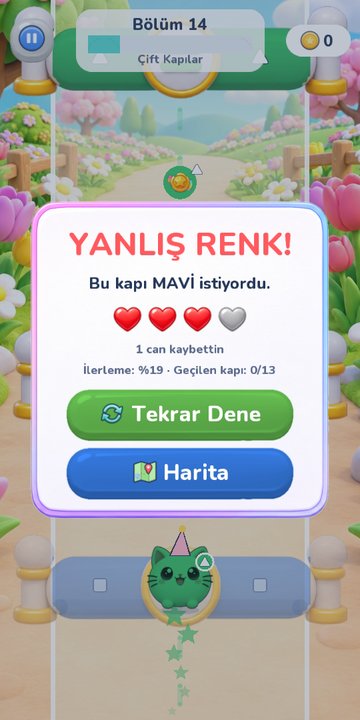 Bölüm 14
Çift Kapılar
0
YANLIŞ RENK!
Bu kapı MAVİ istiyordu.
1 can kaybettin
İlerleme: %19 · Geçilen kapı: 0/13
Tekrar Dene
Harita